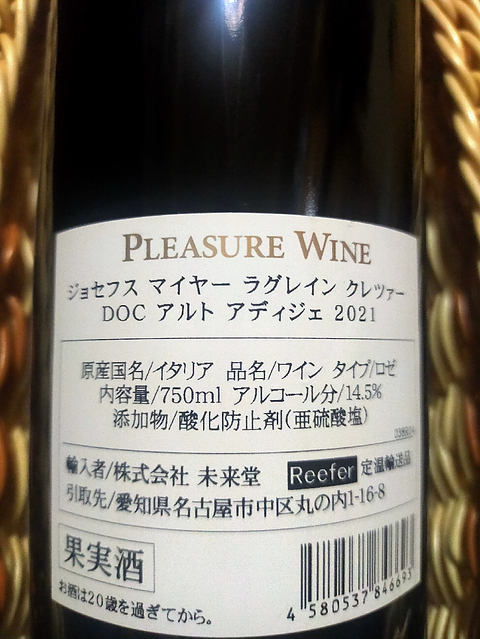 PLEASURE WINE
ジョセフス マイヤー ラグレイン クレツァー
DOC アルト アディジェ 2021
原産国名/イタリア 品名/ワイン タイプ/ロゼ
内容量/750ml アルコール分/14.5%
添加物/酸化防止剤(亜硫酸塩)
輸入者/株式会社 未来堂 Reefer 定温輸送品
引取先/愛知県名古屋市中区丸の内1-16-8
果実酒
お酒は20歳を過ぎてから。
4 580537 846693